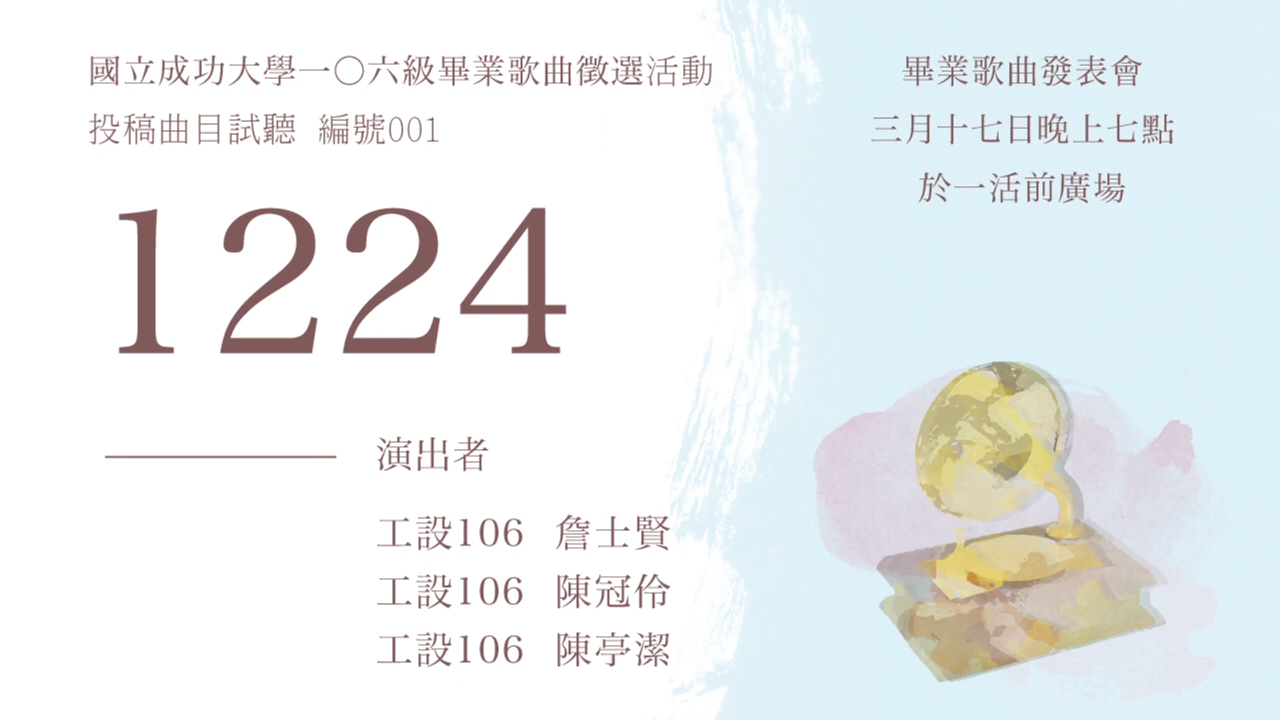 國立成功大學一〇六級畢業歌曲徵選活動
投稿曲目試聽 編號001
1224
演出者
工設106 詹士賢
工設106 陳冠伶
工設106 陳亭潔
畢業歌曲發表會
三月十七日晚上七點
於一活前廣場